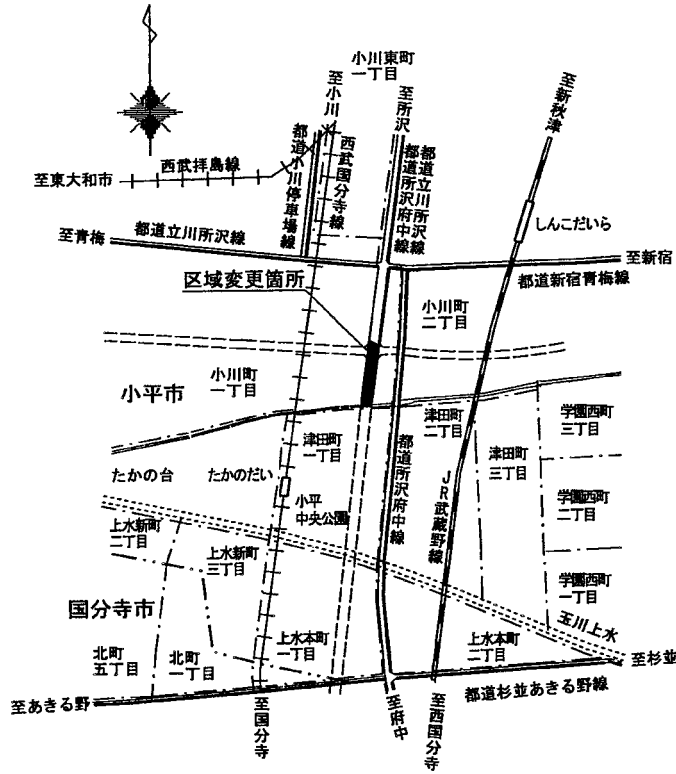 小川東町
一丁目
至小川
至所沢
至新秋津
西武国分寺線
都道小川停車場線
都道所沢府中線
都道立川所沢線
西武拝島線
至東大和市
しんこだいら
至青梅
都道立川所沢線
至新宿
都道新宿青梅線
区域変更箇所
小川町
二丁目
小川町
一丁目
小平市
津田町
一丁目
津田町
二丁目
津田町
三丁目
学園西町
三丁目
都道所沢府中線
JR武蔵野線
たかの台
たかのだい
小平
中央公園
学園西町
二丁目
上水新町
二丁目
上水新町
三丁目
学園西町
一丁目
国分寺市
玉川上水
上水本町
一丁目
上水本町
二丁目
北町
五丁目
北町
一丁目
至杉並
都道杉並あきる野線
至あきる野
至国分寺
至府中
至西国分寺